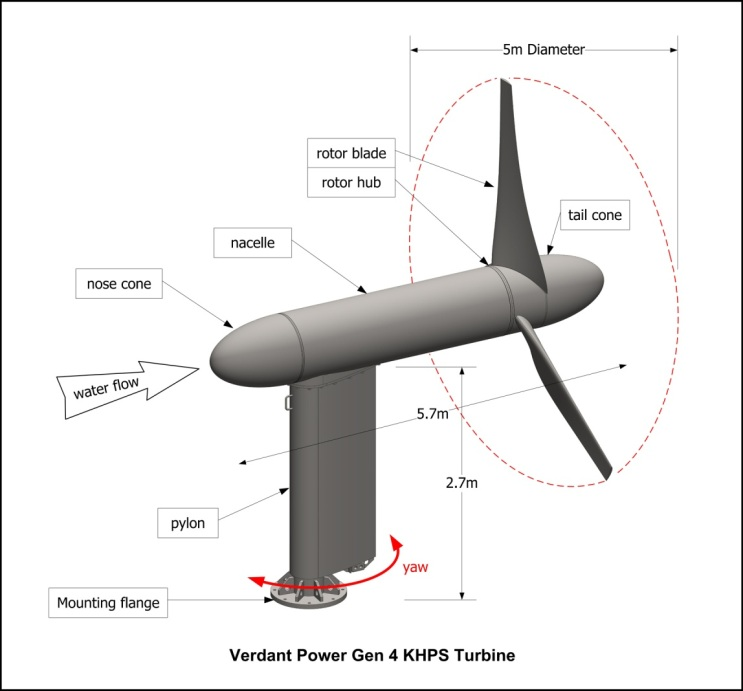 5m Diameter
rotor blade
rotor hub
tail cone
nacelle
nose cone
water flow
5.7m
2.7m
pylon
yaw
Mounting flange
Verdant Power Gen 4 KHPS Turbine